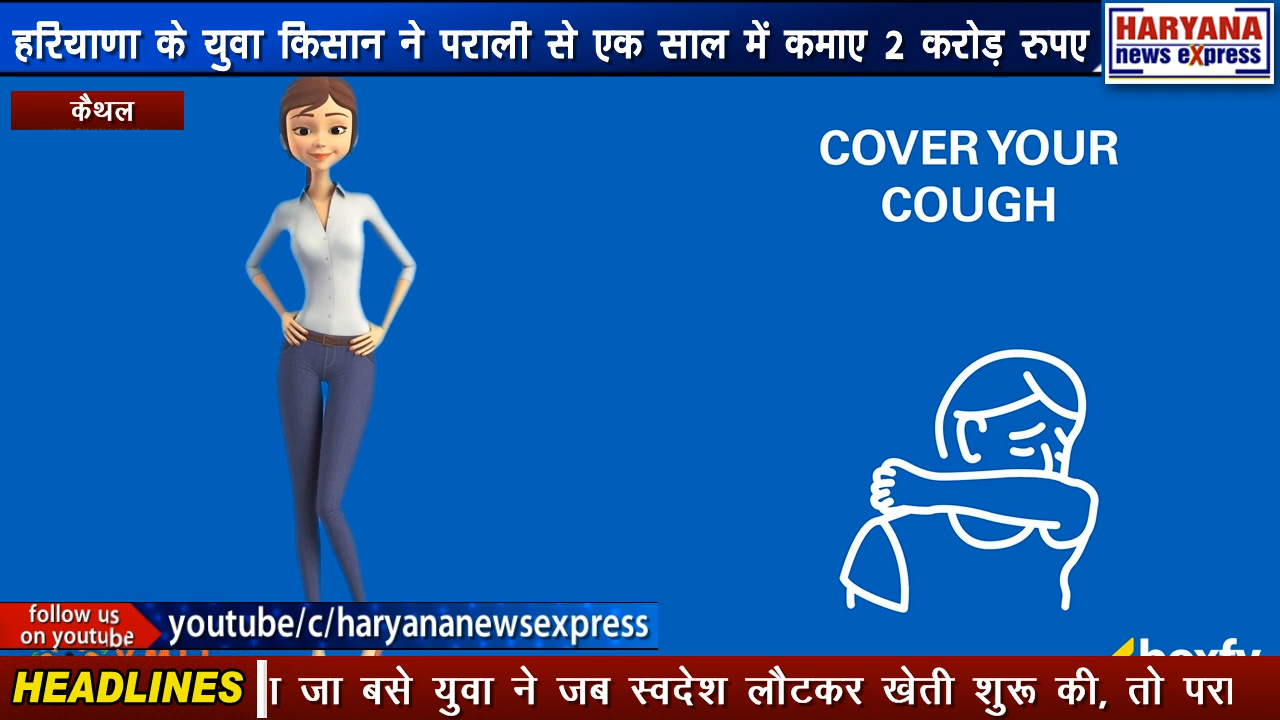 हरियाणा के युवा किसान ने पराली से एक साल में कमाए 2 करोड़ रुपए
HARYANA
news eXpress
कैथल
COVER YOUR
COUGH
follow us
on youtube
youtube/c/haryananewsexpress
HEADLINES
जा बसे युवा ने जब स्वदेश लौटकर खेती शुरू की, तो